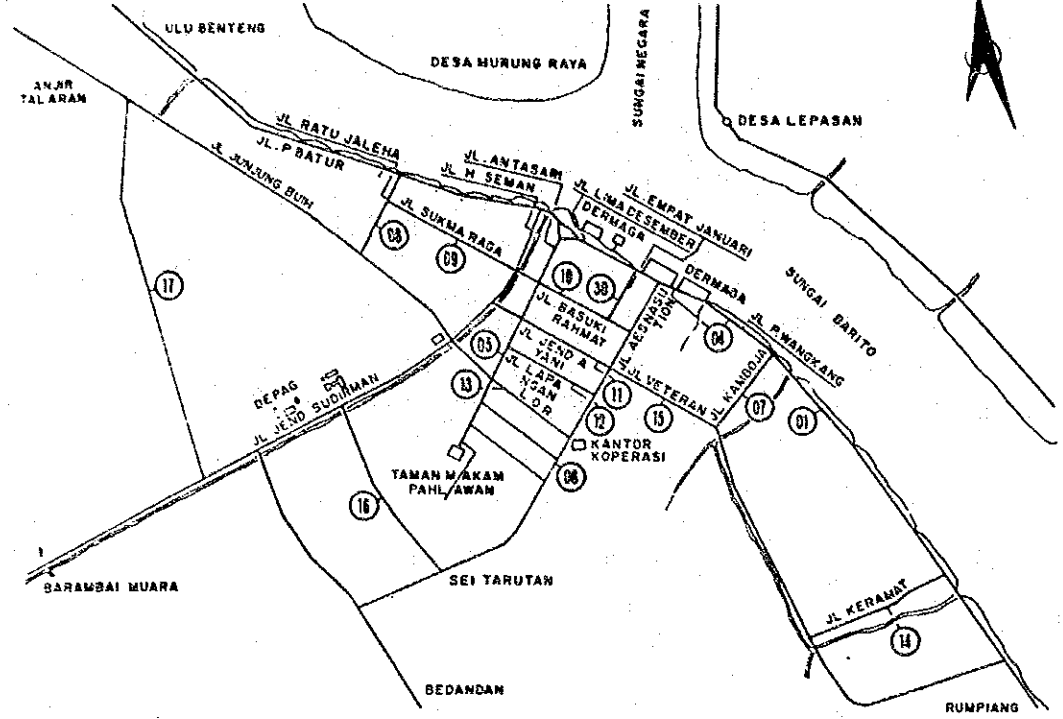 ULU BENTENG
DESA MURUNG RAYA
SUNGAI NEGARA
ANJIR
TALARAN
DESA LEPASAN
JL RATU JALEHA
JL. P BATUR
JL JUNJUNG BUIH
JL. ANTASARI
JL H SEMAN
JL. EMPAT JANUARI
JL LIMA DESEMBER
DERMAGA
JL SUKMA RAGA
08
09
17
10
38
DERMAGA
SUNGAI BARITO
JL. BASUKI
RAHMAT
04
JL P. WANGKANG
JL JEND A
YANI
JL VETERAN
JL KAMBOJA
05
JL LAPA
NGAN
13
11
12
15
07
01
DEPAG
JL JEND SUDIRMAN
KANTOR
KOPERASI
TAMAN MAKAM
PAHLAWAN
06
16
SEI TARUTAN
BARAMBAI MUARA
JL KERAMAT
14
BEDANDAN
RUMPIANG